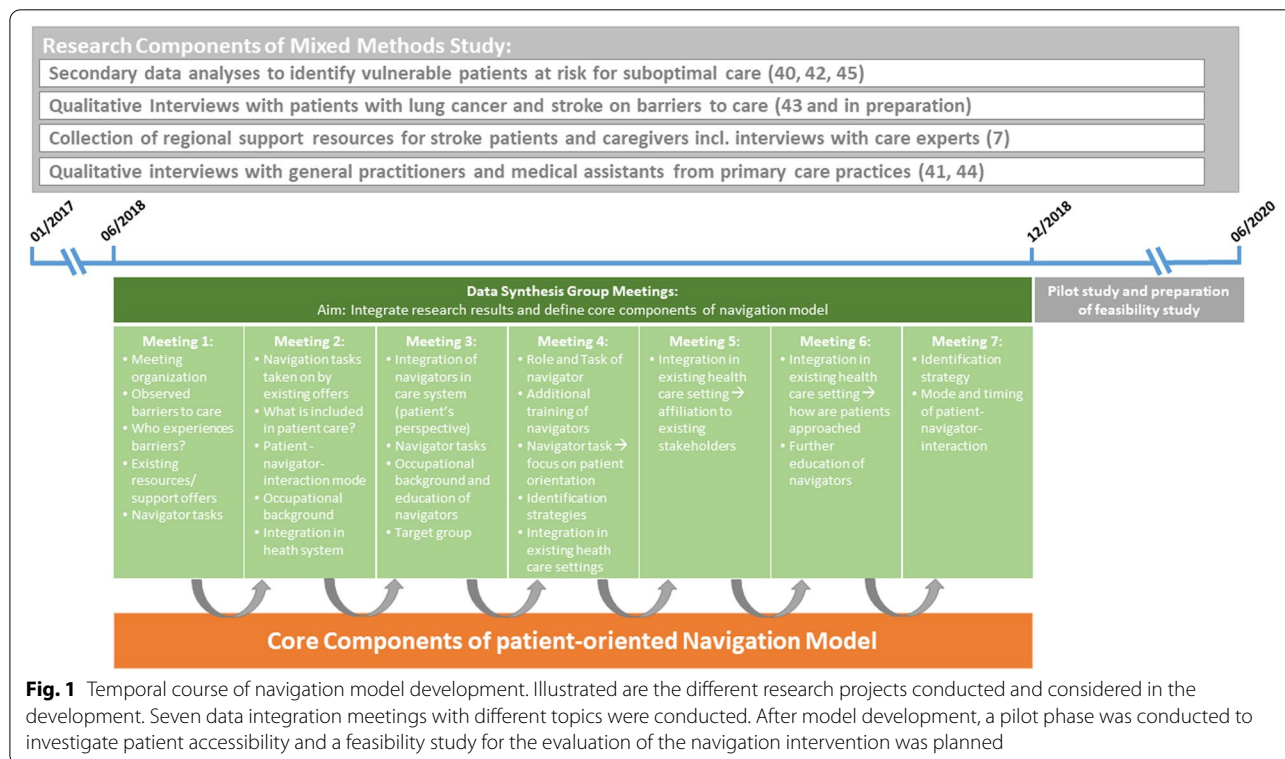 Research Components of Mixed Methods Study:
Secondary data analyses to identify vulnerable patients at risk for suboptimal care (40, 42, 45)
Qualitative Interviews with patients with lung cancer and stroke on barriers to care (43 and in preparation)
Collection of regional support resources for stroke patients and caregivers incl. interviews with care experts (7)
Qualitative interviews with general practitioners and medical assistants from primary care practices (41, 44)
01/2017
06/2018
12/2018
06/2020
Data Synthesis Group Meetings:
Aim: Integrate research results and define core components of navigation model
Pilot study and preparation
of feasibility study
Meeting 1:
• Meeting
organization
• Observed
barriers to care
• Who experiences
barriers?
• Existing
resources/
support offers
• Navigator tasks
Meeting 2:
• Navigation tasks
taken on by
existing offers
• What is included
in patient care?
• Patient-
navigator-
interaction mode
• Occupational
background
• Integration in
heath system
Meeting 3:
• Integration of
navigators in
care system
(patient's
perspective)
• Navigator tasks
• Occupational
background and
education of
navigators
• Target group
Meeting 4:
• Role and Task of
navigator
• Additional
training of
navigators
• Navigator task →
focus on patient
orientation
• Identification
strategies
• Integration in
existing heath
care settings
Meeting 5:
• Integration in
existing health
care setting →
affiliation to
existing
stakeholders
Meeting 6:
• Integration in
existing health
care setting →
how are patients
approached
• Further
education of
navigators
Meeting 7:
• Identification
strategy
• Mode and timing
of patient-
navigator-
interaction
Core Components of patient-oriented Navigation Model
Fig. 1 Temporal course of navigation model development. Illustrated are the different research projects conducted and considered in the
development. Seven data integration meetings with different topics were conducted. After model development, a pilot phase was conducted to
investigate patient accessibility and a feasibility study for the evaluation of the navigation intervention was planned